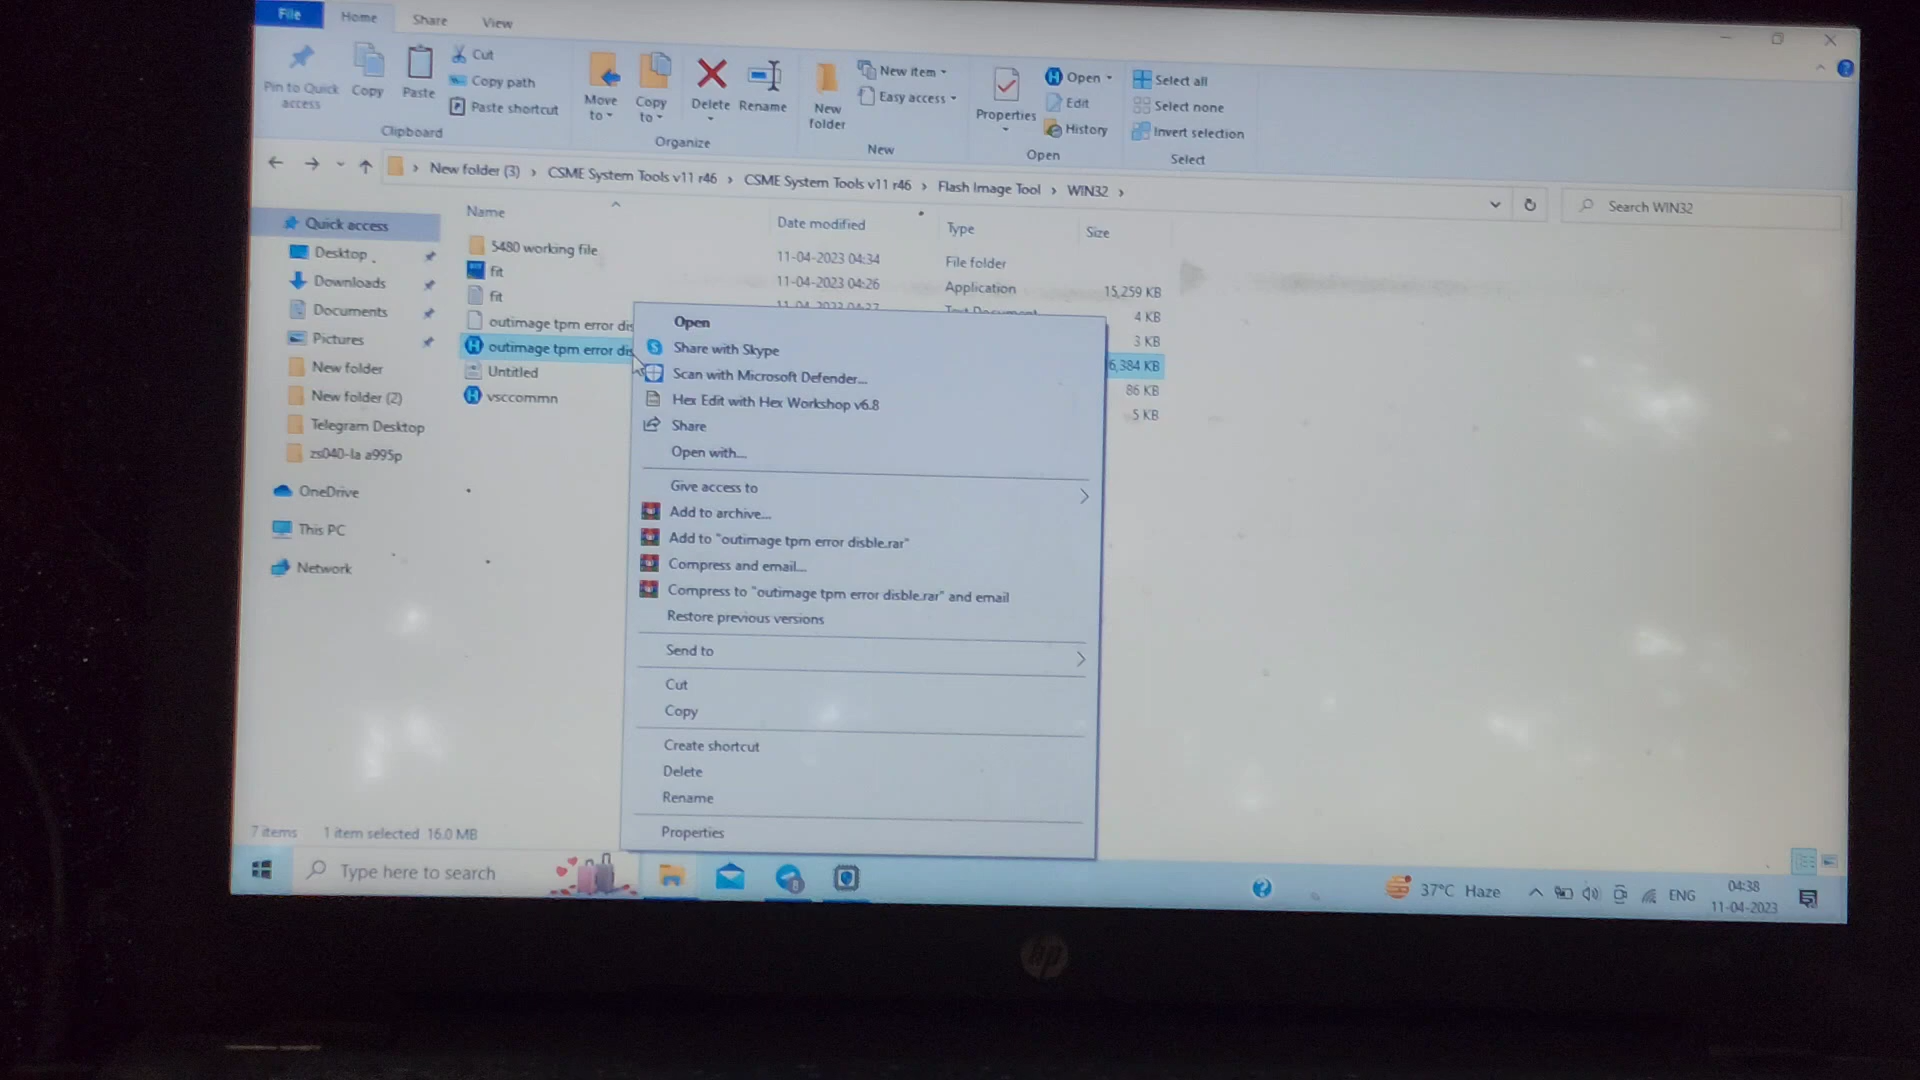 File Home Share View
Pin to Quick access
Copy
Paste
Cut
Copy path
Paste shortcut
Clipboard
Move to
Copy to
Delete
Rename
Organize
New folder
New item
Easy access
New
Properties
Open
Edit
History
Open
Select all
Select none
Invert selection
Select
New folder (3) › CSME System Tools v11 r46 › CSME System Tools v11 r46 › Flash Image Tool › WIN32 ›
Search WIN32
Name Date modified Type Size
Quick access
Desktop
Downloads
Documents
Pictures
New folder
New folder (2)
Telegram Desktop
zs040-la a995p
OneDrive
This PC
Network
5480 working file 11-04-2023 04:34 File folder
fit 11-04-2023 04:26 Application 15,259 KB
fit 11-04-2023 04:27 Text Document 4 KB
outimage tpm error dis 3 KB
outimage tpm error dis 6,384 KB
Untitled 86 KB
vsccommn 5 KB
Open
Share with Skype
Scan with Microsoft Defender...
Hex Edit with Hex Workshop v6.8
Share
Open with...
Give access to
Add to archive...
Add to "outimage tpm error disble.rar"
Compress and email...
Compress to "outimage tpm error disble.rar" and email
Restore previous versions
Send to
Cut
Copy
Create shortcut
Delete
Rename
Properties
7 items 1 item selected 16.0 MB
Type here to search
37°C Haze
ENG
04:38
11-04-2023
hp